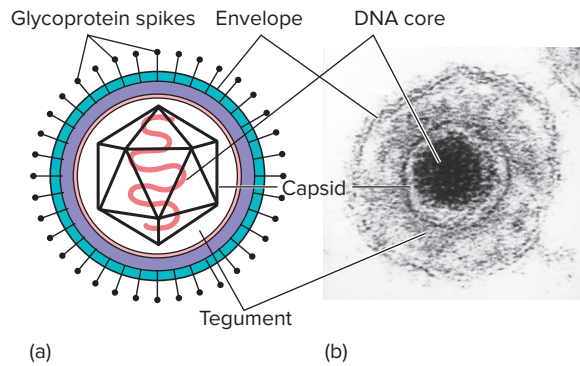 Glycoprotein spikes
Envelope
DNA core
Capsid
Tegument
(a)
(b)